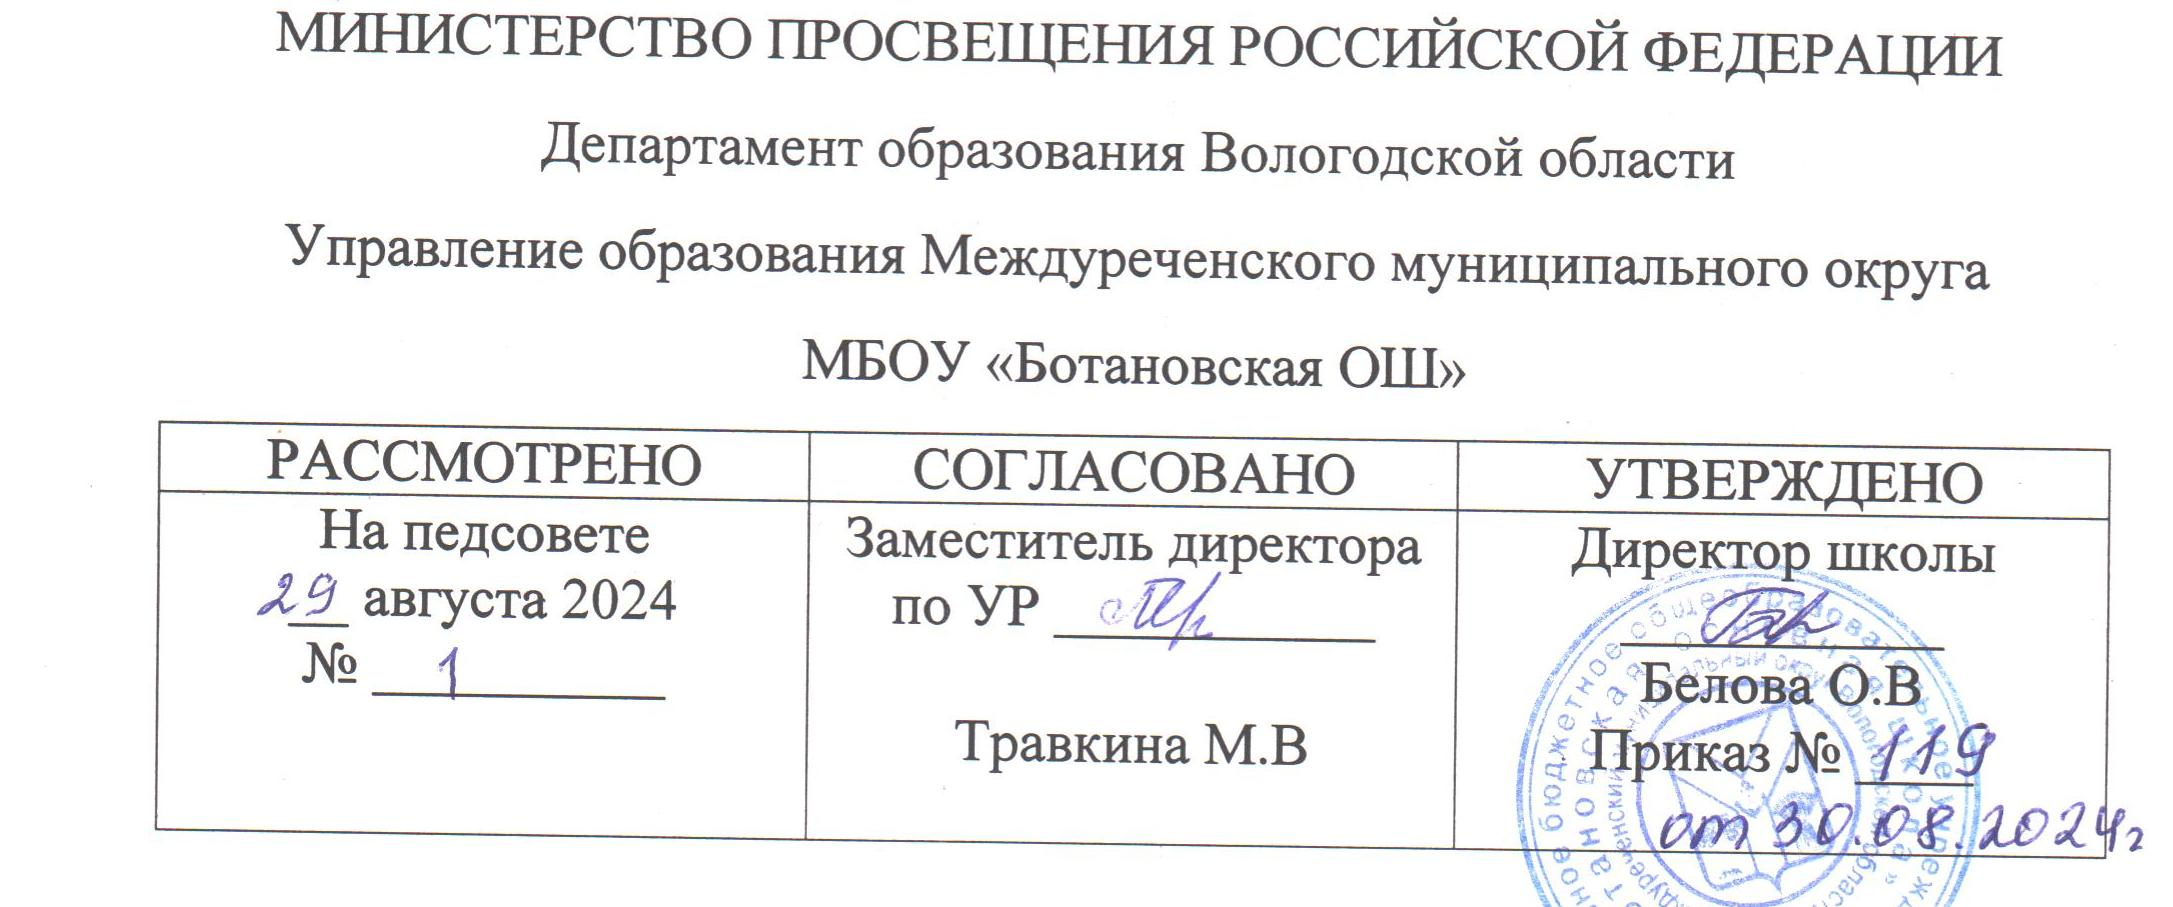 МИНИСТЕРСТВО ПРОСВЕЩЕНИЯ РОССИЙСКОЙ ФЕДЕРАЦИИ
Департамент образования Вологодской области
Управление образования Междуреченского муниципального округа
МБОУ «Ботановская ОШ»
РАССМОТРЕНО
На педсовете
29 августа 2024
№ 1
СОГЛАСОВАНО
Заместитель директора
по УР
Травкина М.В
УТВЕРЖДЕНО
Директор школы
Белова О.В
Приказ № 119
от 30.08.2024г
бюджетное общеобразовательное